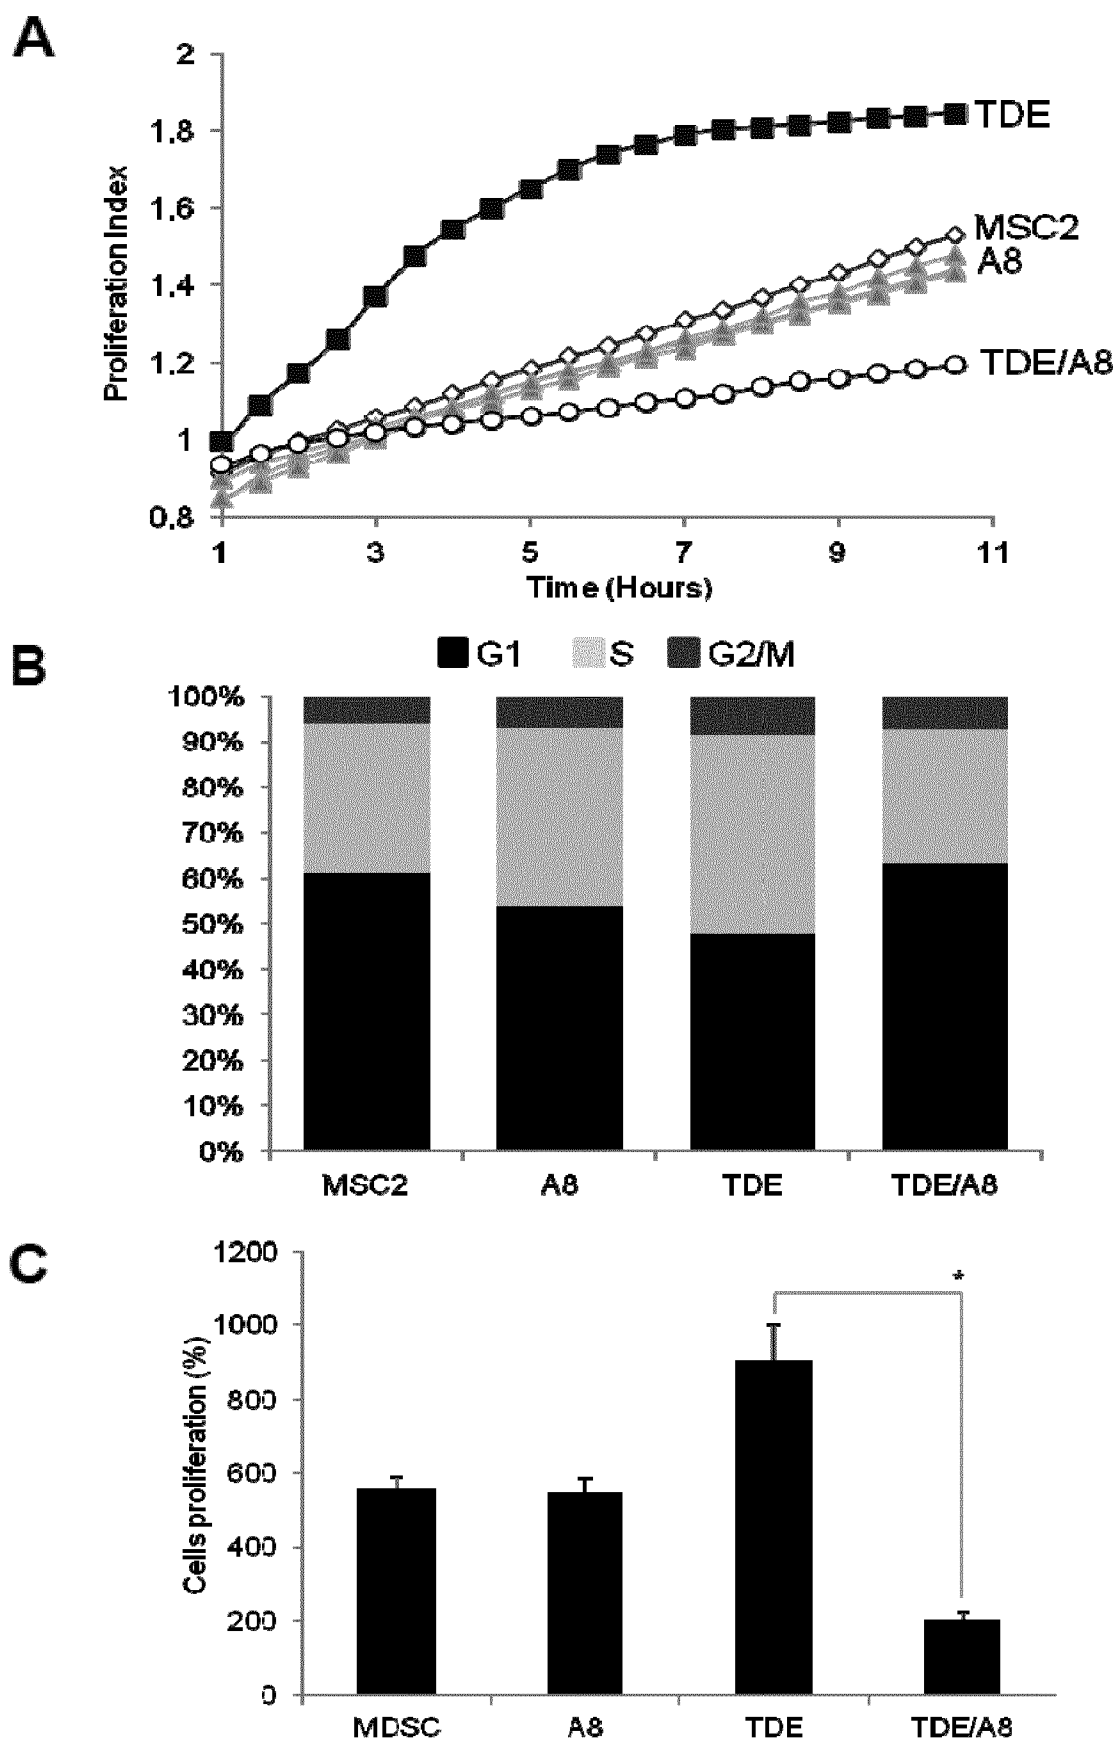 A
2
1.8
1.6
1.4
1.2
1
0.8
Proliferation Index
TDE
MSC2
A8
TDE/A8
1 3 5 7 9 11
Time (Hours)
B
G1 S G2/M
100%
90%
80%
70%
60%
50%
40%
30%
20%
10%
0%
MSC2 A8 TDE TDE/A8
C
1200
1000
800
600
400
200
0
Cells proliferation (%)
*
MDSC A8 TDE TDE/A8